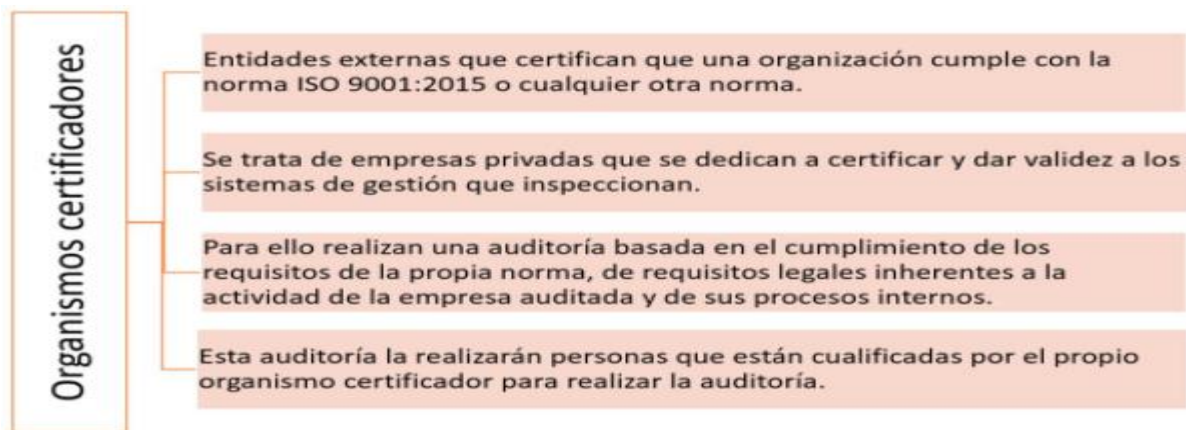 Organismos certificadores
Entidades externas que certifican que una organización cumple con la
norma ISO 9001:2015 o cualquier otra norma.
Se trata de empresas privadas que se dedican a certificar y dar validez a los
sistemas de gestión que inspeccionan.
Para ello realizan una auditoría basada en el cumplimiento de los
requisitos de la propia norma, de requisitos legales inherentes a la
actividad de la empresa auditada y de sus procesos internos.
Esta auditoría la realizarán personas que están cualificadas por el propio
organismo certificador para realizar la auditoría.